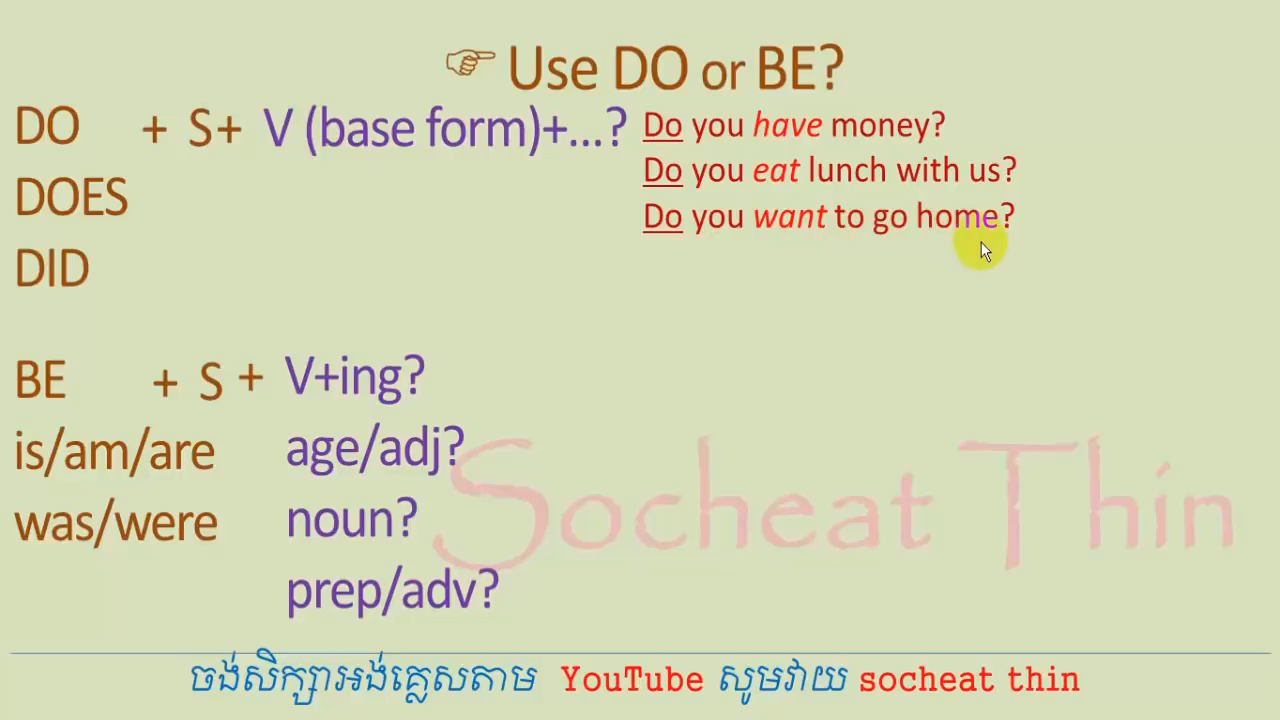 ☞ Use DO or BE?
DO + S+ V (base form)+...?
DOES
DID
Do you have money?
Do you eat lunch with us?
Do you want to go home?
BE + S + V+ing?
is/am/are age/adj?
was/were noun?
prep/adv?
Socheat Thin
ចង់សិក្សាអង់គ្លេសតាម YouTube សូមវាយ socheat thin